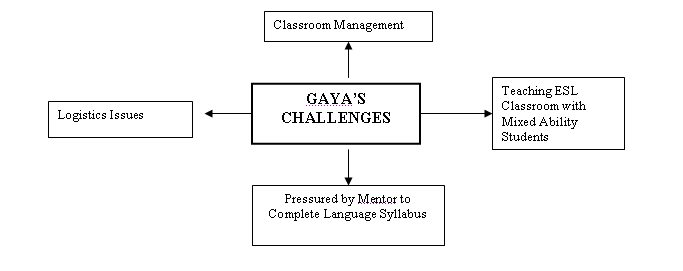 Classroom Management
GAYA'S
CHALLENGES
Logistics Issues
Teaching ESL
Classroom with
Mixed Ability
Students
Pressured by Mentor to
Complete Language Syllabus